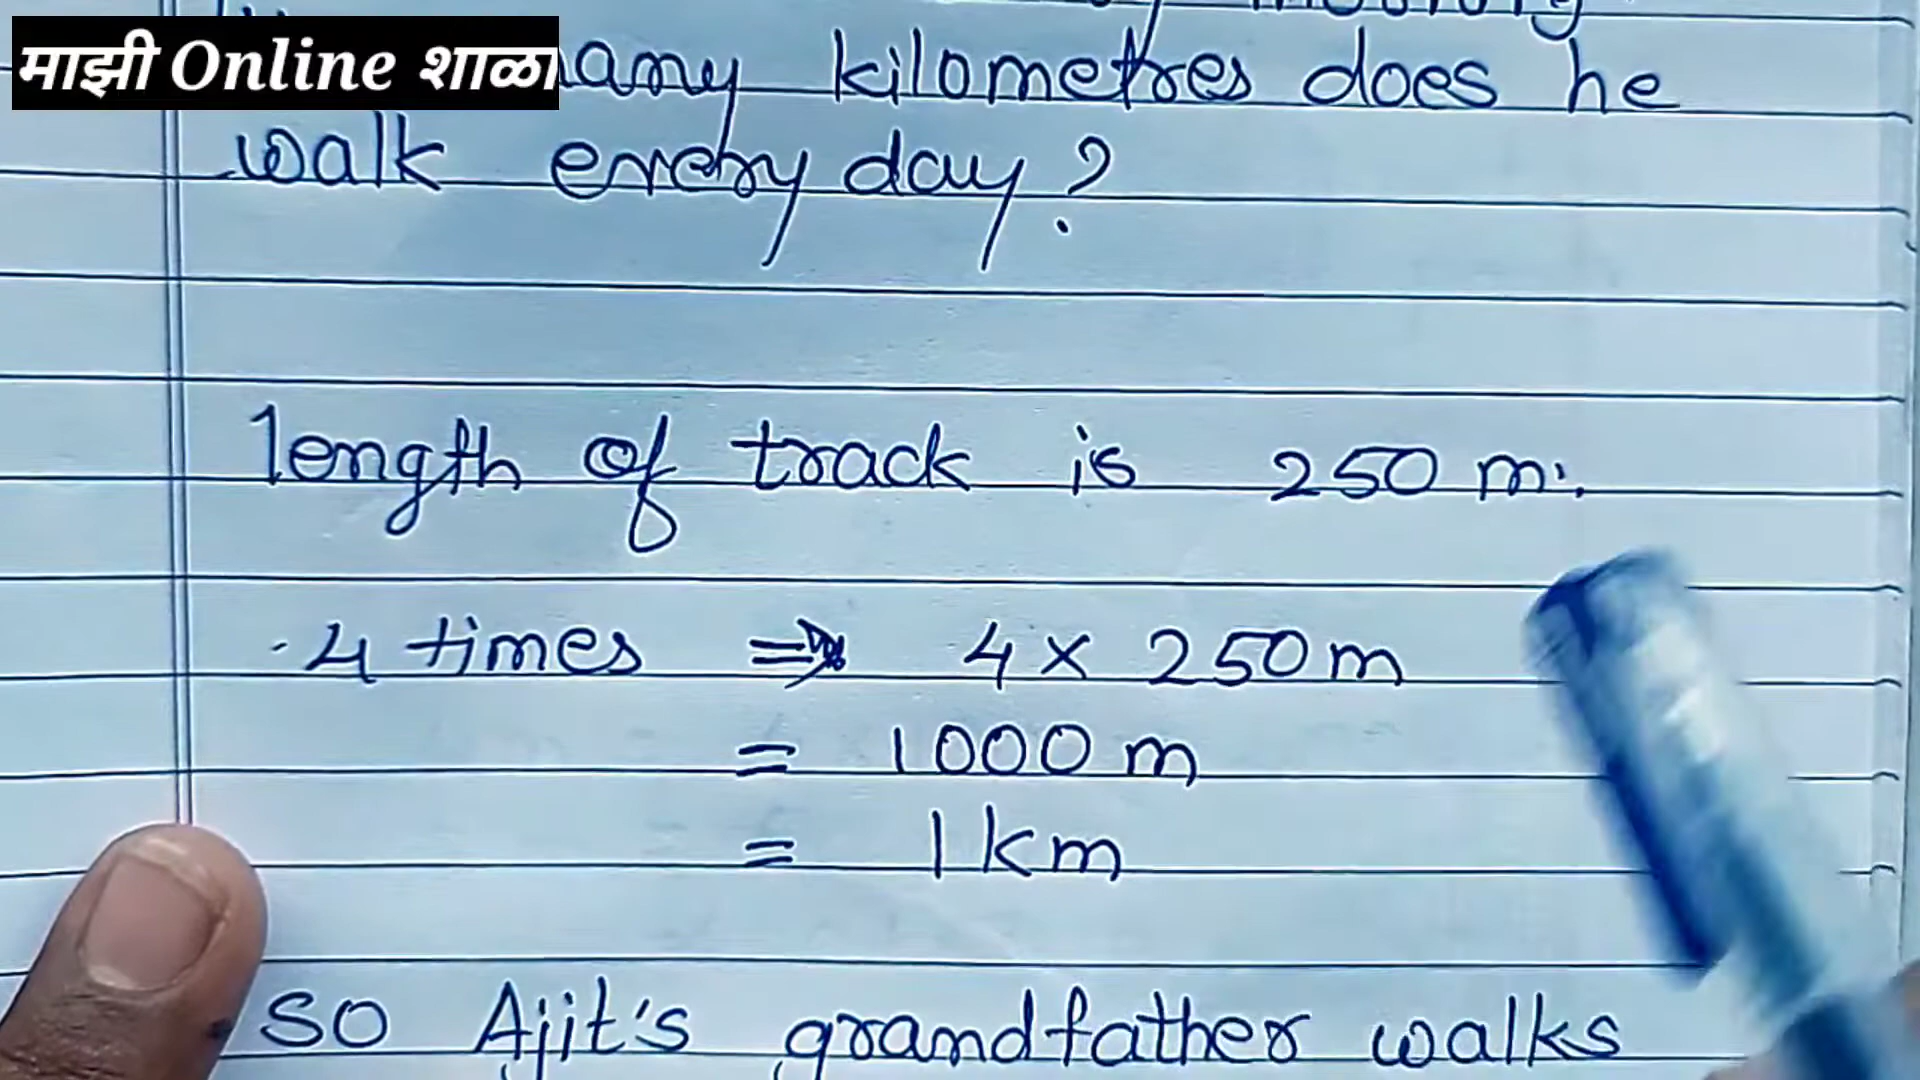 माझी Online शाळा
kilometres does he
walk every day?
length of track is 250 m.
4 times ⇒ 4 × 250 m
= 1000 m
= 1 km
so Ajit's grandfather walks